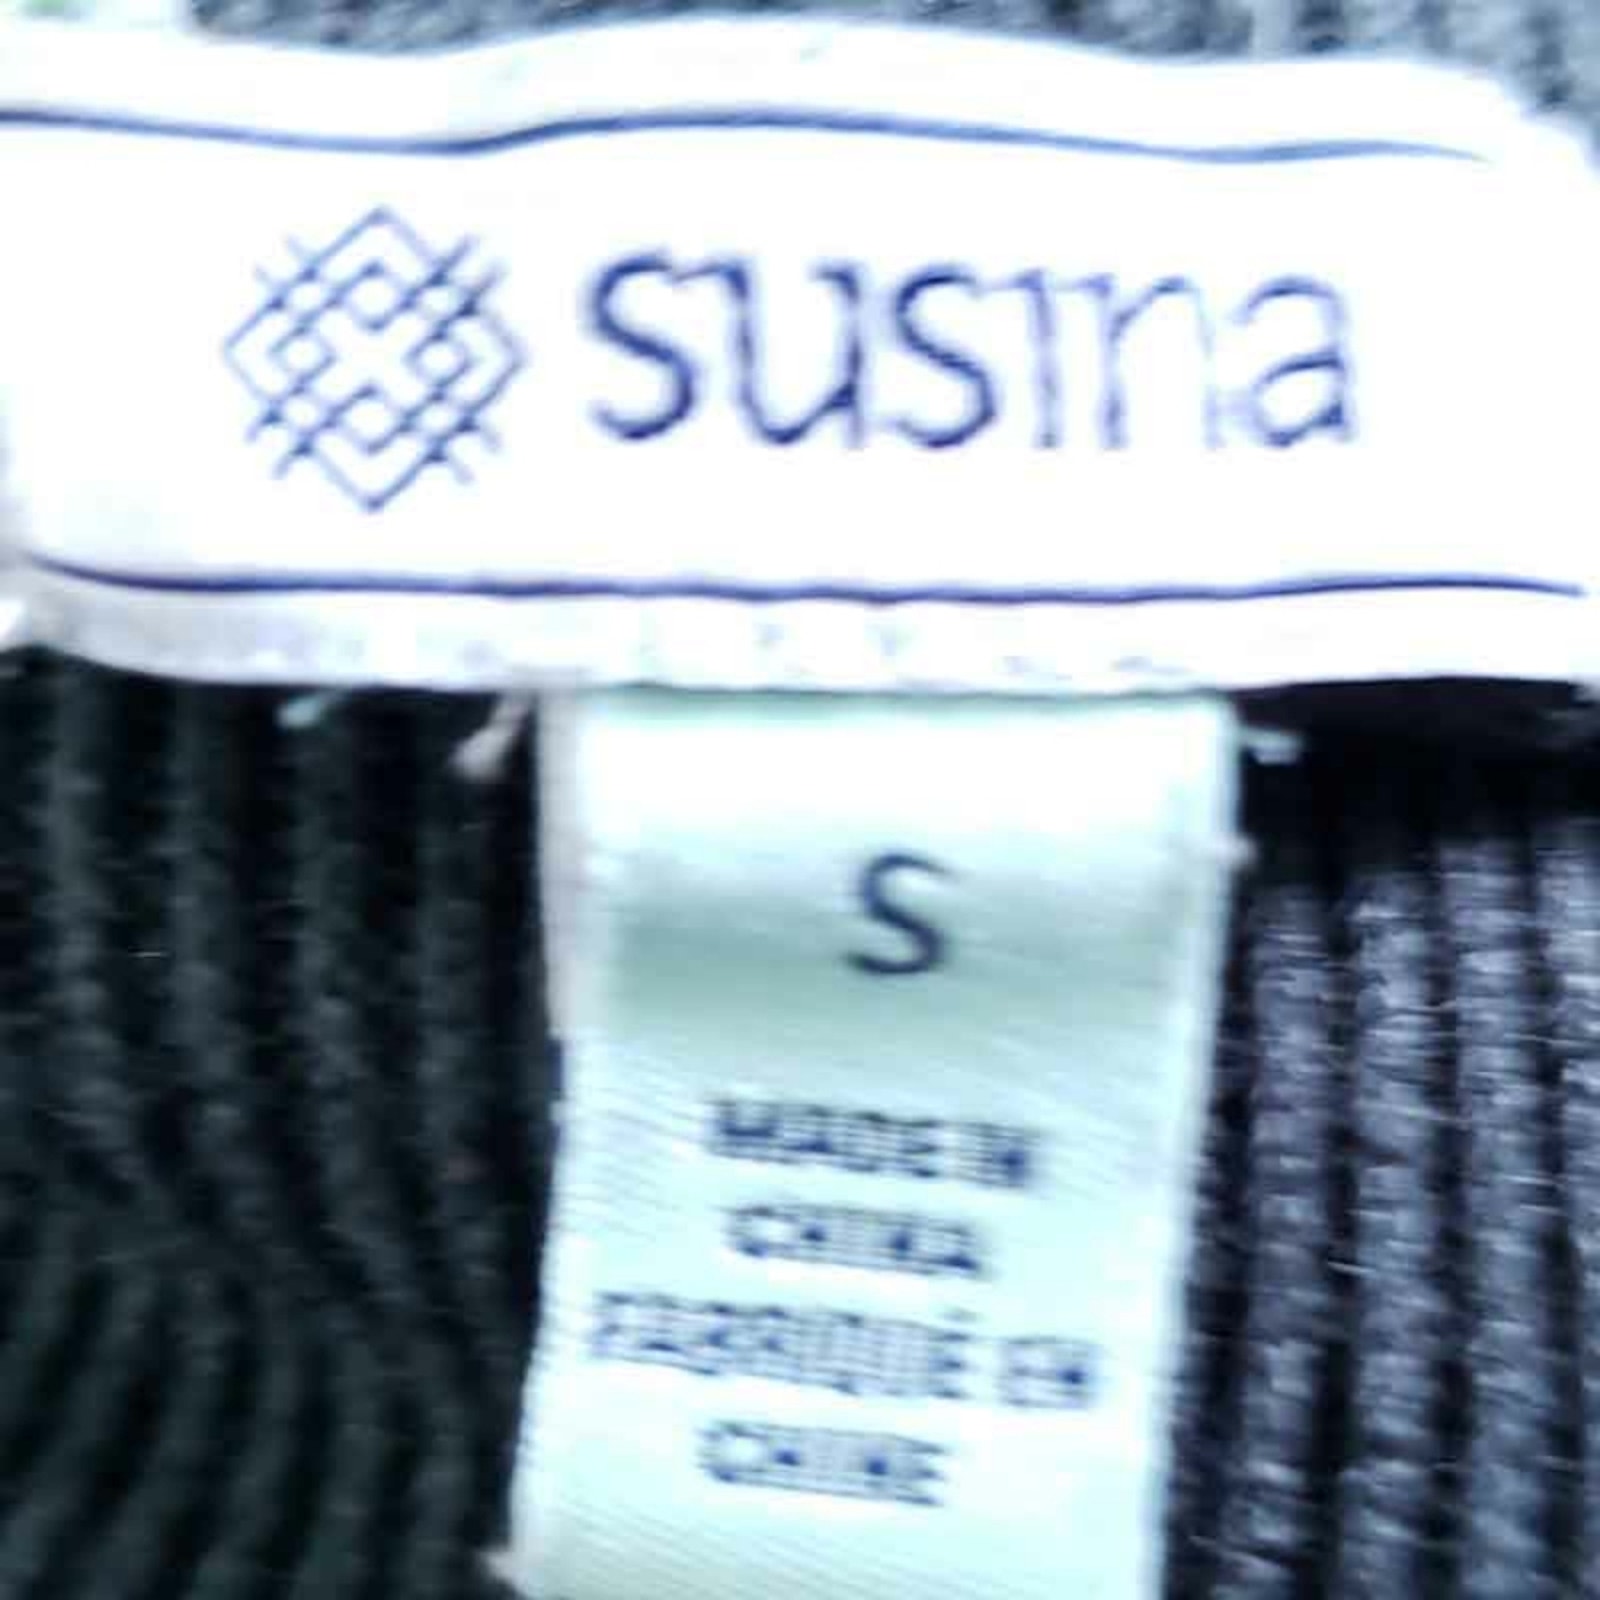 susina
S
MADE IN
CHINA
FABRIQUÉ EN
CHINE